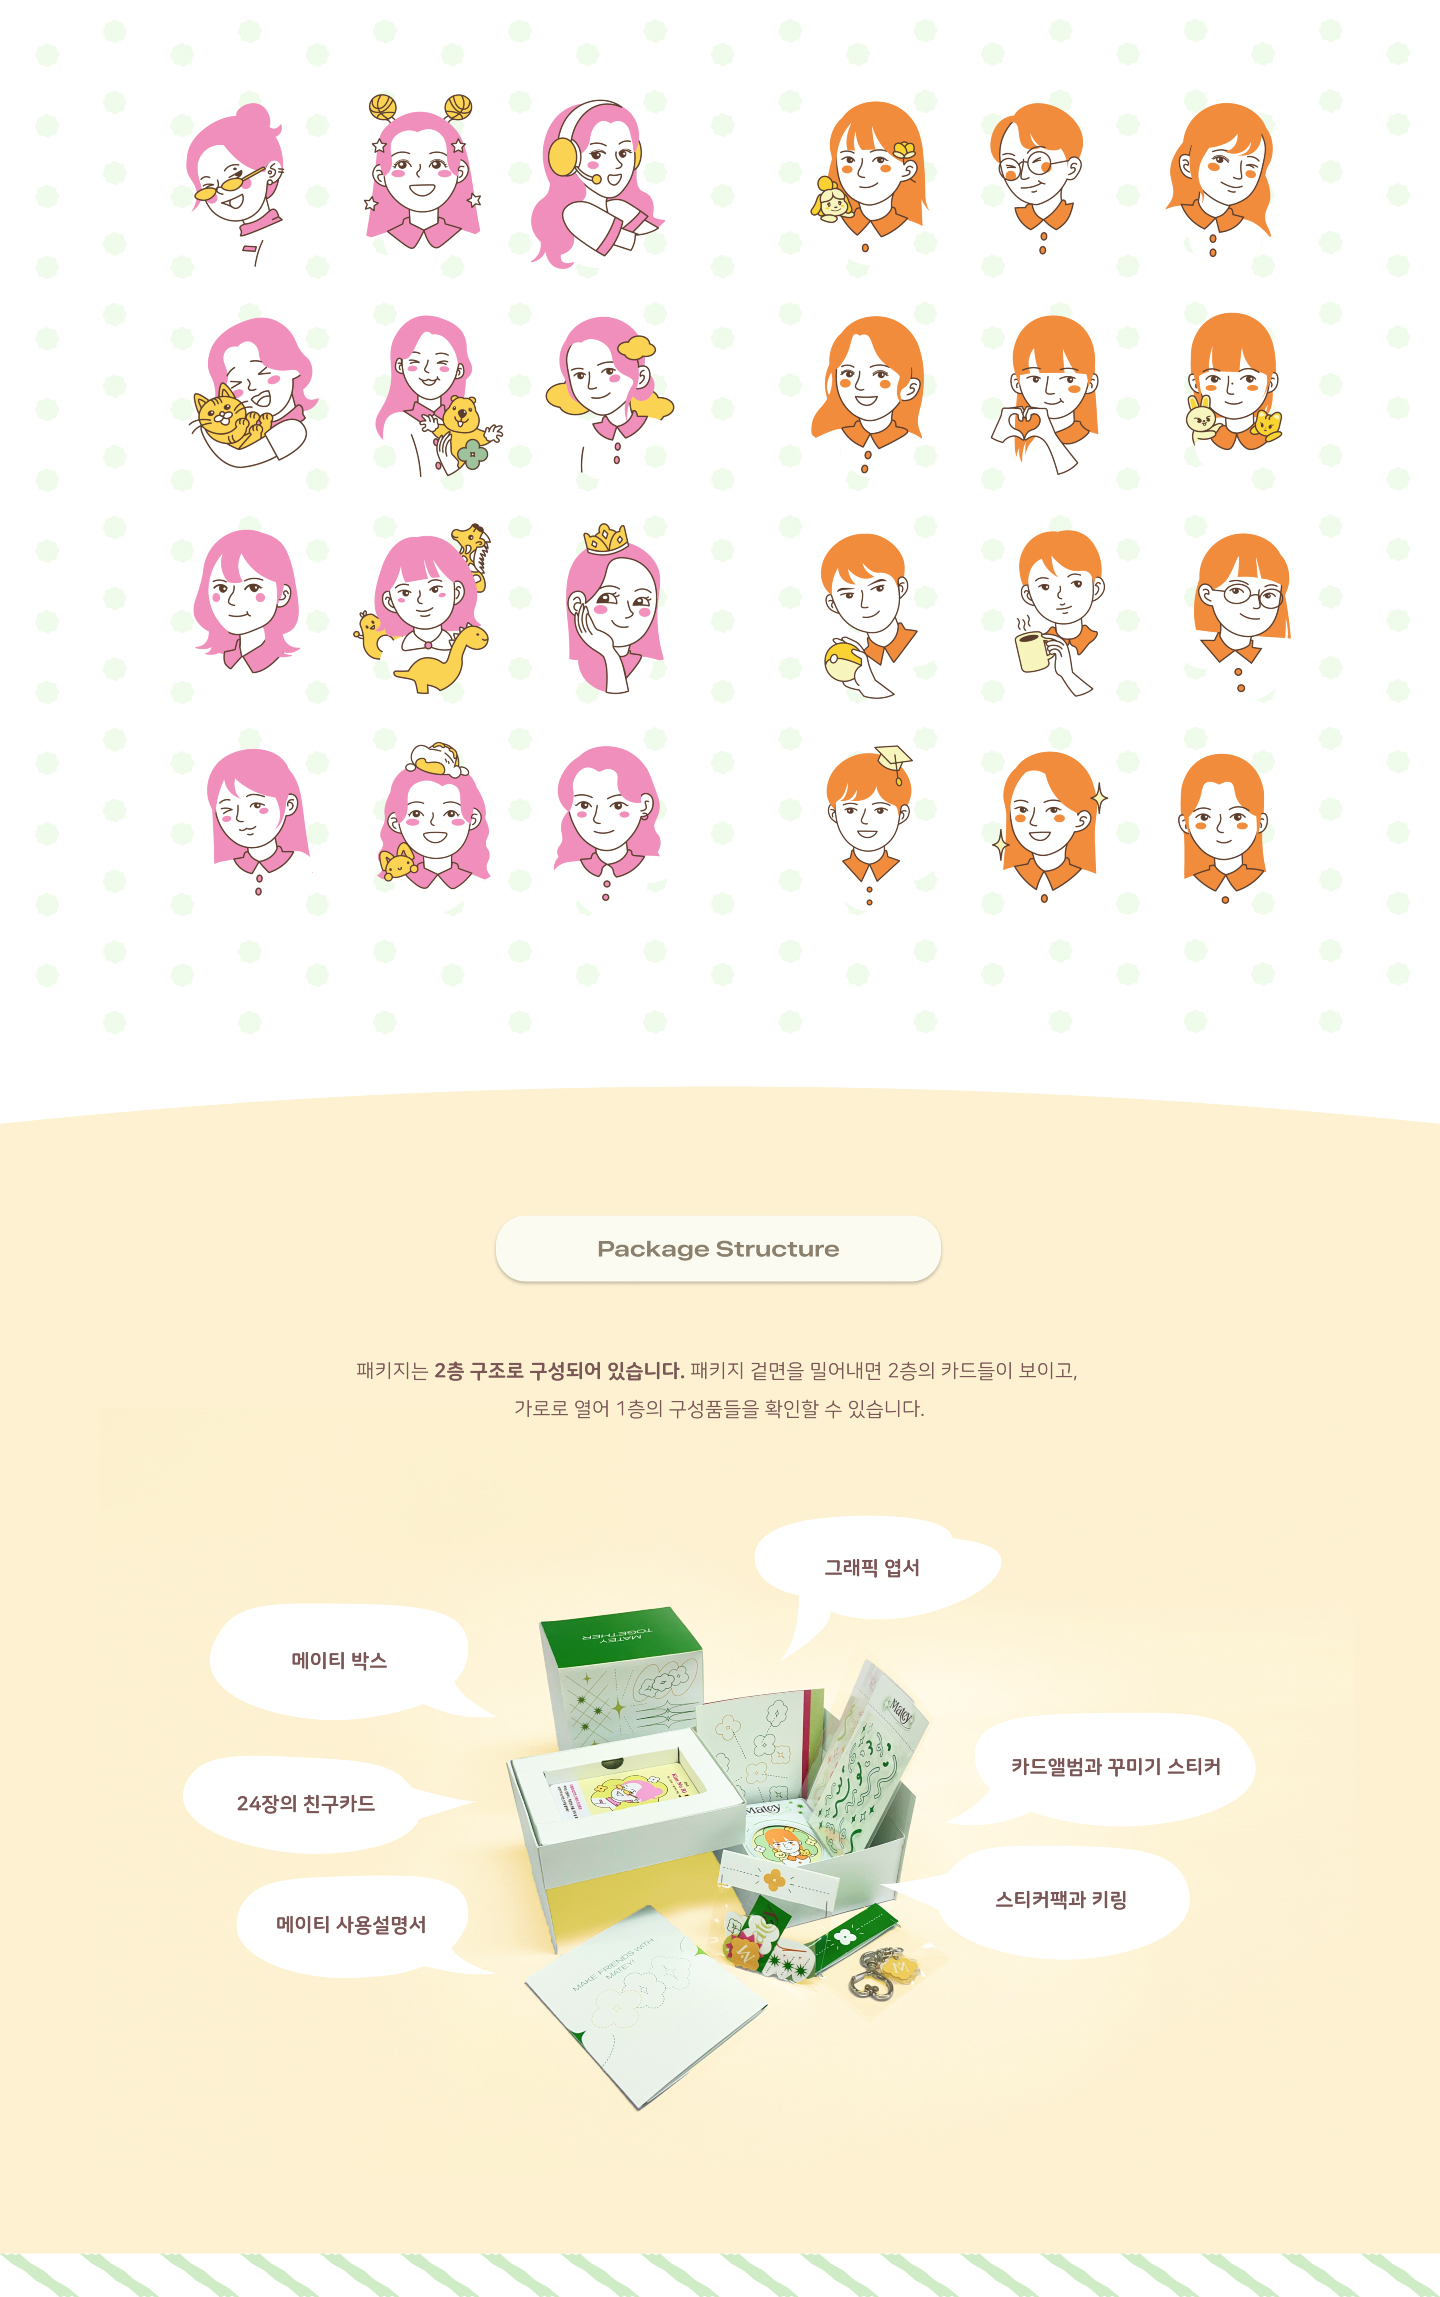 Package Structure
패키지는 2층 구조로 구성되어 있습니다. 패키지 겉면을 밀어내면 2층의 카드들이 보이고,
가로로 열어 1층의 구성품들을 확인할 수 있습니다.
그래픽 엽서
메이티 박스
MATEY
TOGETHER
Matey
카드앨범과 꾸미기 스티커
24장의 친구카드
Matey
스티커팩과 키링
메이티 사용설명서
MAKE FRIENDS WITH
MATEY!
M
M